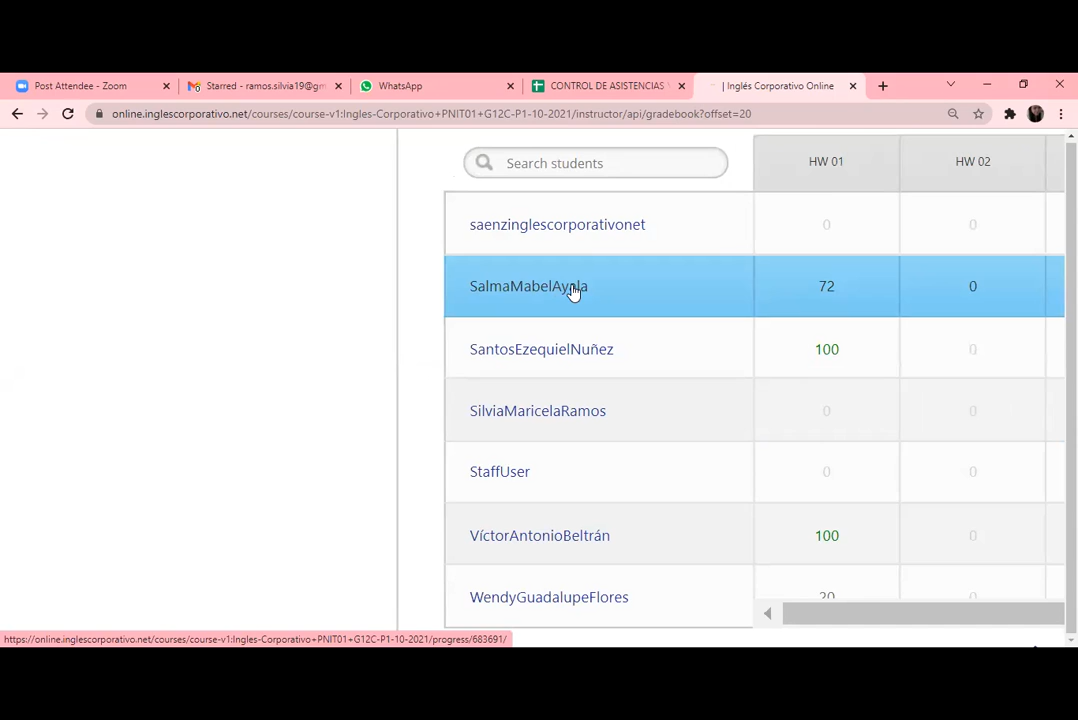 Post Attendee - Zoom
Starred - ramos.silvia19@gm
WhatsApp
CONTROL DE ASISTENCIAS
| Inglés Corporativo Online
online.inglescorporativo.net/courses/course-v1:Ingles-Corporativo+PNIT01+G12C-P1-10-2021/instructor/api/gradebook?offset=20
Search students
HW 01
HW 02
saenzinglescorporativonet
0
0
SalmaMabelAyala
72
0
SantosEzequielNuñez
100
0
SilviaMaricelaRamos
0
0
StaffUser
0
0
VíctorAntonioBeltrán
100
0
WendyGuadalupeFlores
20
0
https://online.inglescorporativo.net/courses/course-v1:Ingles-Corporativo+PNIT01+G12C-P1-10-2021/progress/683691/